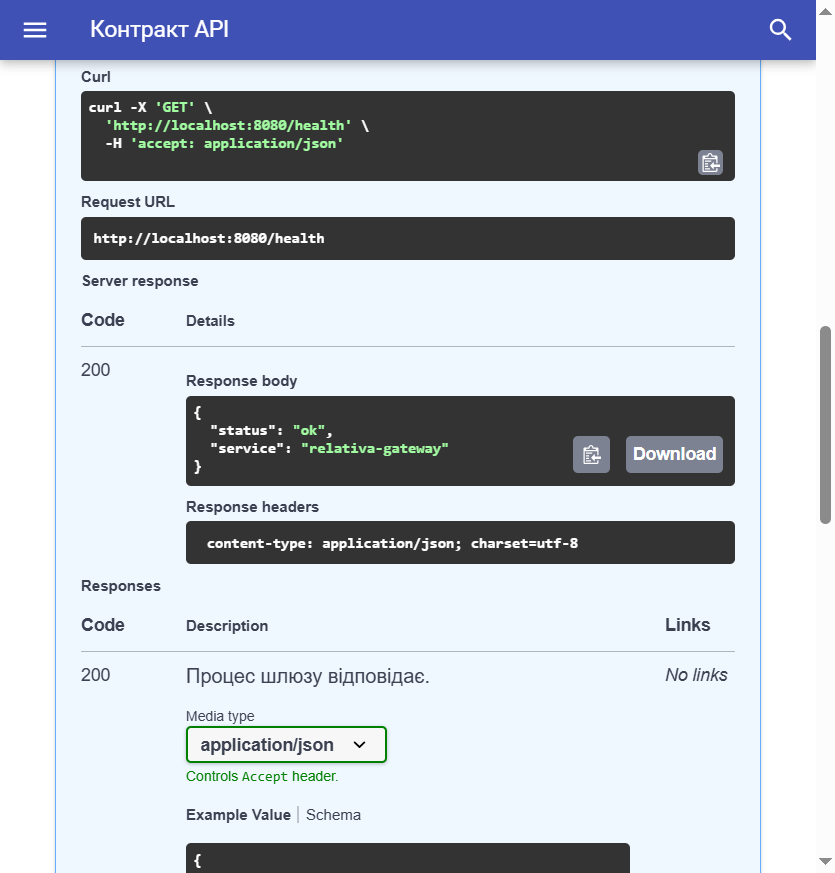 Контракт API
Curl
curl -X 'GET' \
  'http://localhost:8080/health' \
  -H 'accept: application/json'
Request URL
http://localhost:8080/health
Server response
Code Details
200
Response body
{
  "status": "ok",
  "service": "relativa-gateway"
}
Download
Response headers
content-type: application/json; charset=utf-8
Responses
Code Description Links
200 Процес шлюзу відповідає. No links
Media type
application/json
Controls Accept header.
Example Value Schema
{